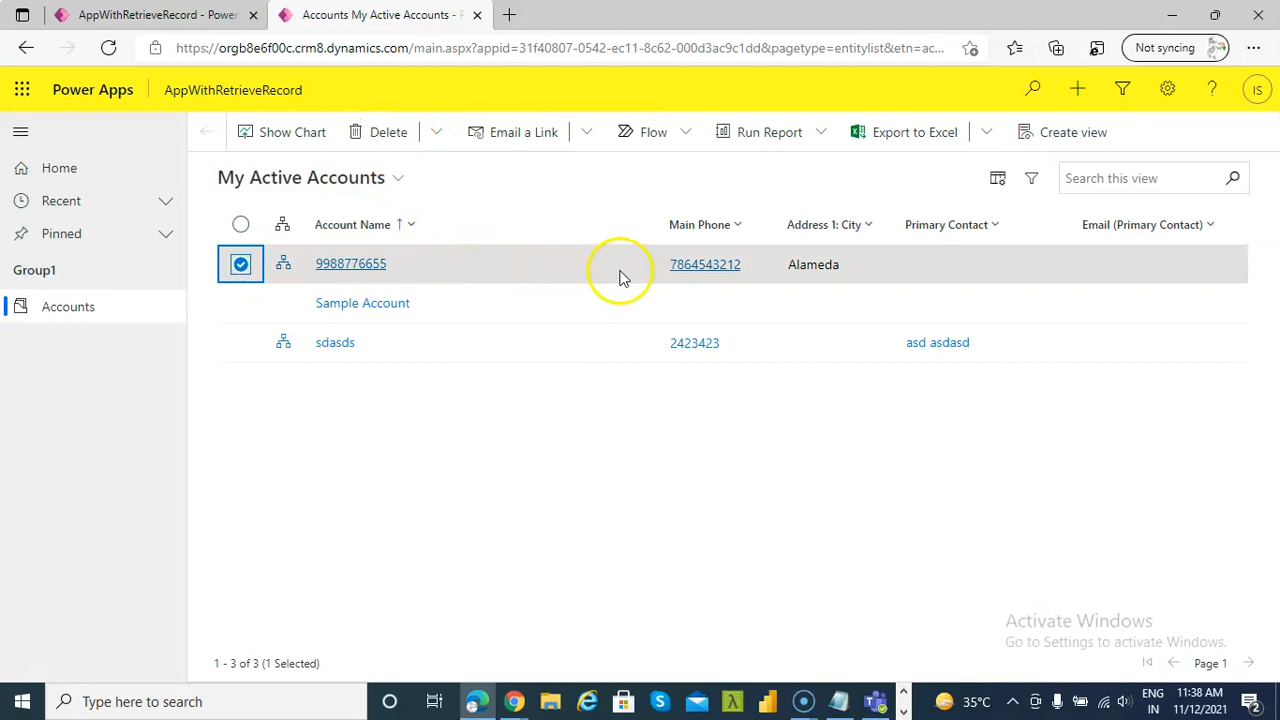 AppWithRetrieveRecord - Power
Accounts My Active Accounts - P
https://orgb8e6f00c.crm8.dynamics.com/main.aspx?appid=31f40807-0542-ec11-8c62-000d3ac9c1dd&pagetype=entitylist&etn=ac...
Not syncing
Power Apps
AppWithRetrieveRecord
IS
Show Chart
Delete
Email a Link
Flow
Run Report
Export to Excel
Create view
Home
Recent
Pinned
Group1
Accounts
My Active Accounts
Search this view
Account Name
Main Phone
Address 1: City
Primary Contact
Email (Primary Contact)
9988776655
7864543212
Alameda
Sample Account
sdasds
2423423
asd asdasd
Activate Windows
Go to Settings to activate Windows.
1 - 3 of 3 (1 Selected)
Page 1
Type here to search
35°C
ENG
IN
11:38 AM
11/12/2021
2